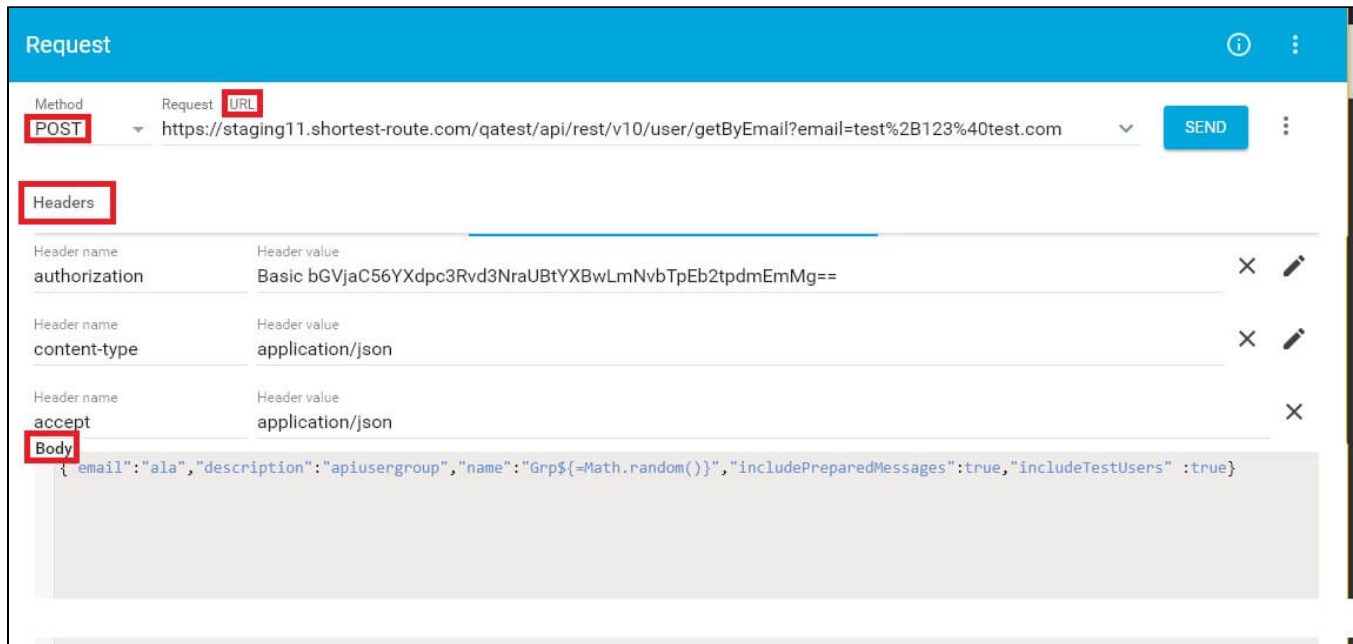 Request
Method Request URL
POST https://staging11.shortest-route.com/qatest/api/rest/v10/user/getByEmail?email=test%2B123%40test.com SEND
Headers
Header name Header value
authorization Basic bGVjaC56YXdpc3Rvd3NraUBtYXBwLmNvbTpEb2tpdmEmMg==
Header name Header value
content-type application/json
Header name Header value
accept application/json
Body
{"email":"ala","description":"apiusergroup","name":"Grp${=Math.random()}","includePreparedMessages":true,"includeTestUsers" :true}